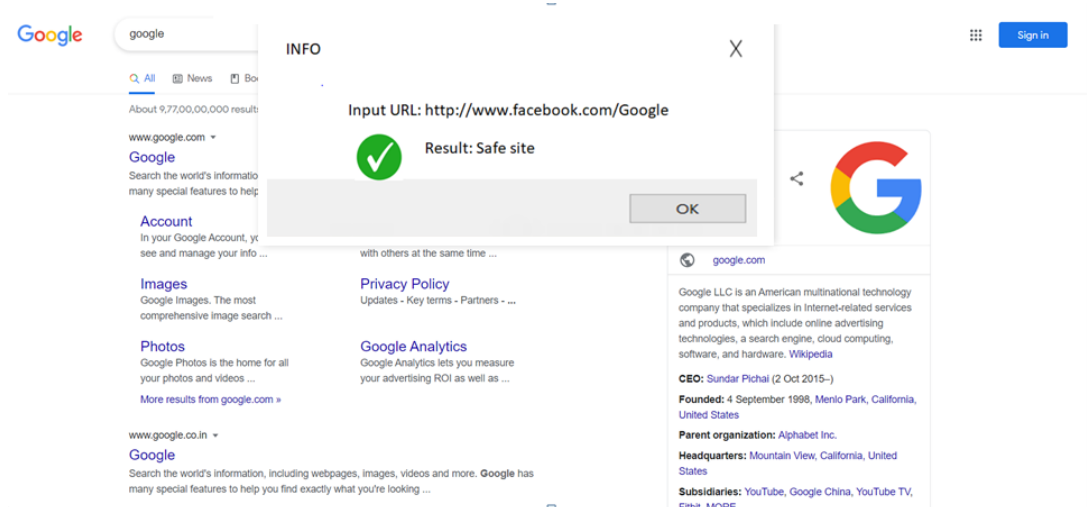 Google
google
Sign in
All News Bo
About 9,77,00,00,000 results
INFO X
Input URL: http://www.facebook.com/Google
Result: Safe site
OK
www.google.com
Google
Search the world's informatio
many special features to help
Account
In your Google Account, yo
see and manage your info ...
with others at the same time ...
Images
Google Images. The most
comprehensive image search ...
Privacy Policy
Updates - Key terms - Partners - ...
Photos
Google Photos is the home for all
your photos and videos ...
Google Analytics
Google Analytics lets you measure
your advertising ROI as well as ...
More results from google.com »
www.google.co.in
Google
Search the world's information, including webpages, images, videos and more. Google has
many special features to help you find exactly what you're looking ...
google.com
Google LLC is an American multinational technology
company that specializes in Internet-related services
and products, which include online advertising
technologies, a search engine, cloud computing,
software, and hardware. Wikipedia
CEO: Sundar Pichai (2 Oct 2015–)
Founded: 4 September 1998, Menlo Park, California,
United States
Parent organization: Alphabet Inc.
Headquarters: Mountain View, California, United
States
Subsidiaries: YouTube, Google China, YouTube TV,
Fitbit, MORE